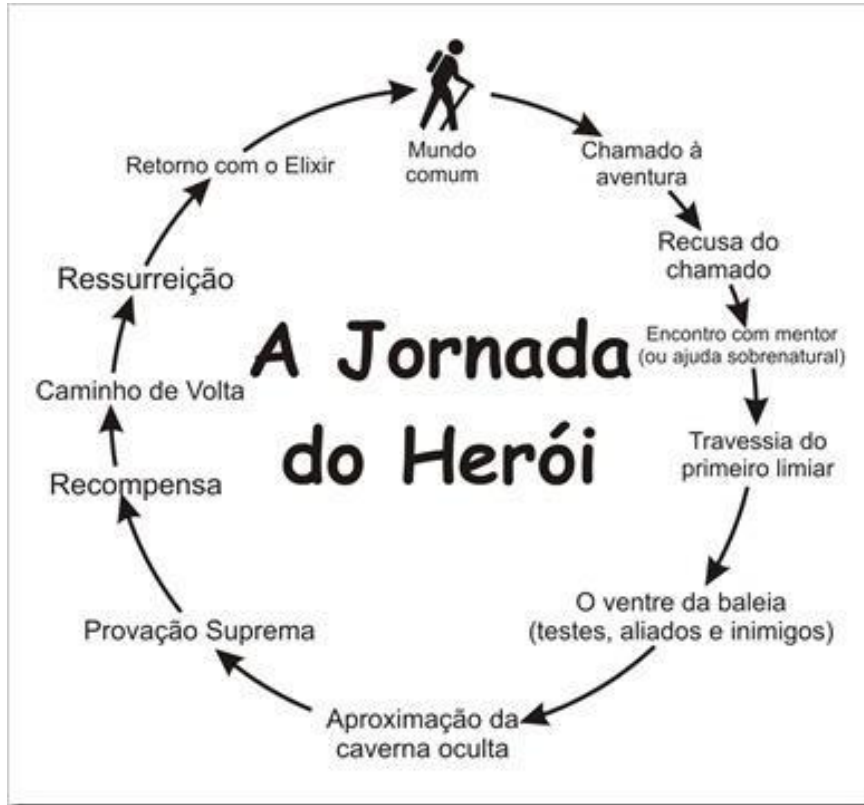 A Jornada
do Herói
Mundo
comum
Chamado à
aventura
Recusa do
chamado
Encontro com mentor
(ou ajuda sobrenatural)
Travessia do
primeiro limiar
O ventre da baleia
(testes, aliados e inimigos)
Aproximação da
caverna oculta
Provação Suprema
Recompensa
Caminho de Volta
Ressurreição
Retorno com o Elixir